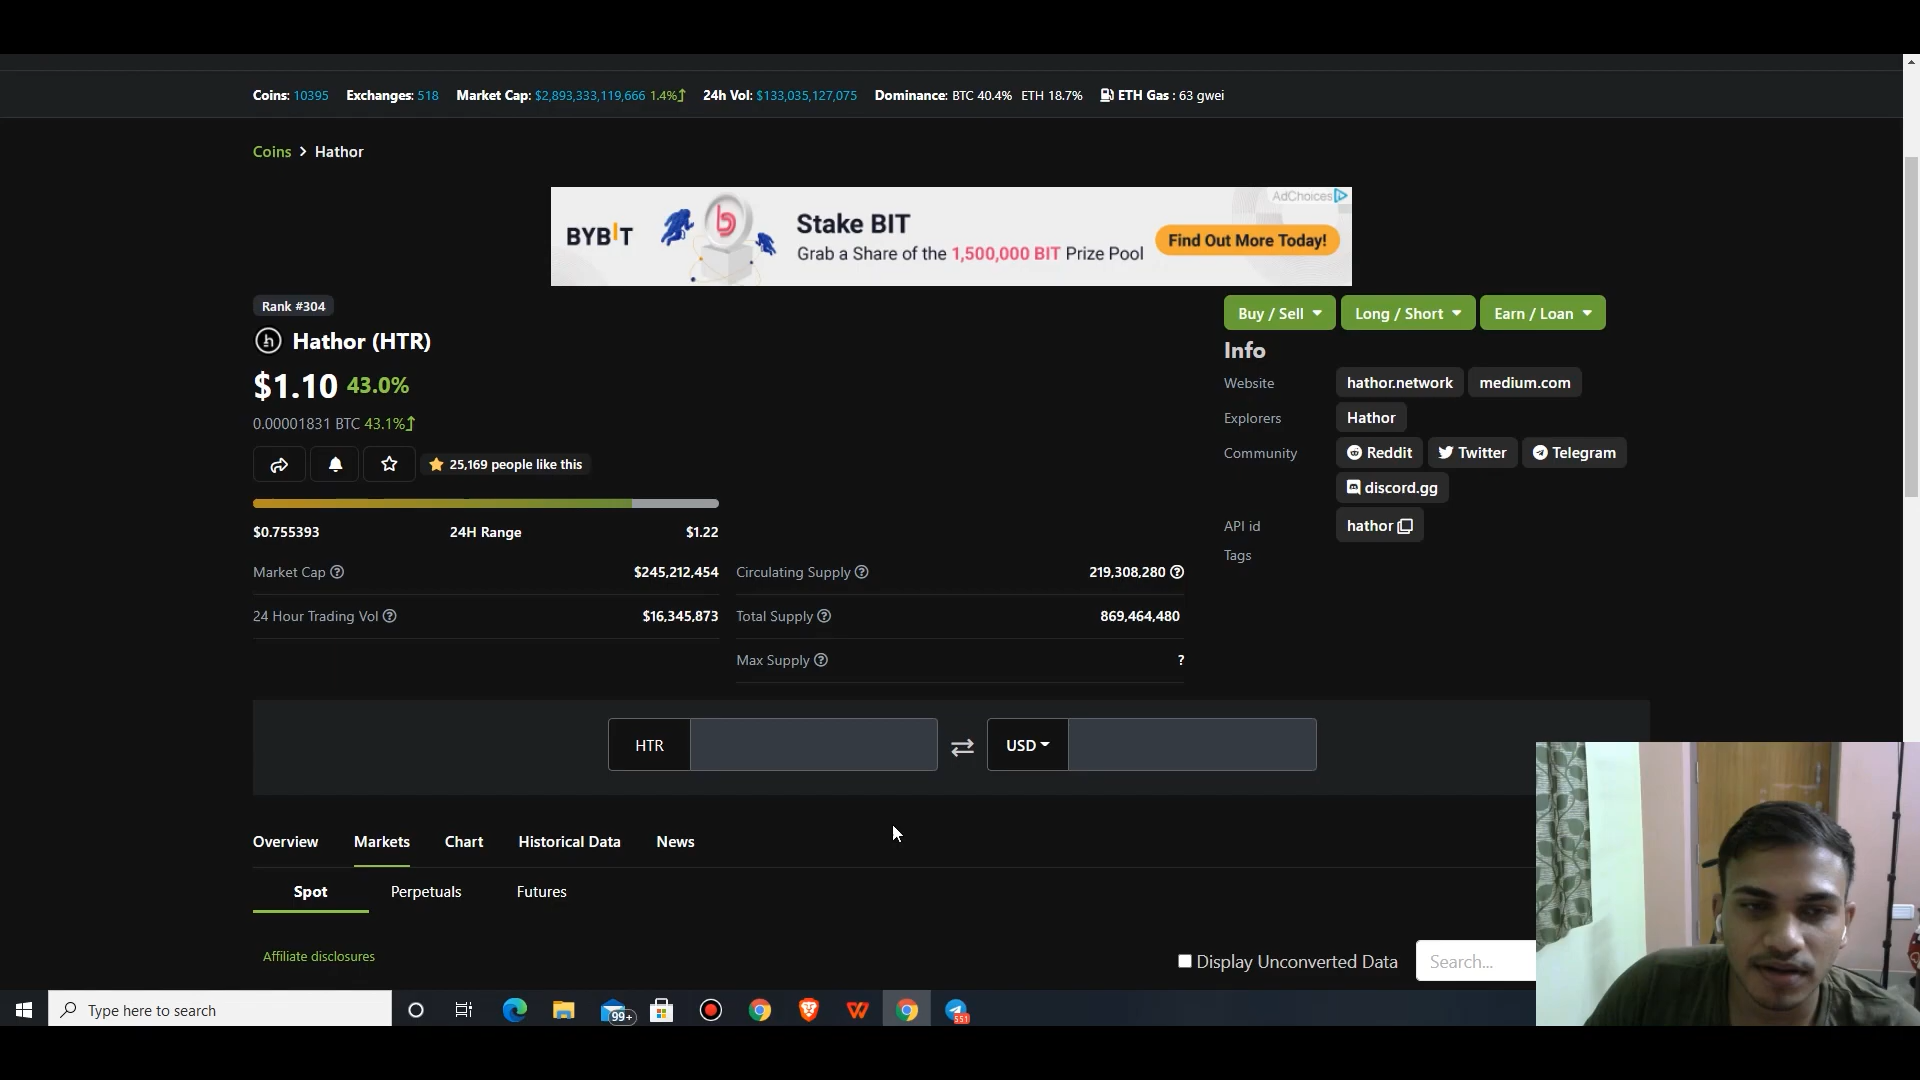 Coins: 10395 Exchanges: 518 Market Cap: $2,893,333,119,666 1.4% 24h Vol: $133,035,127,075 Dominance: BTC 40.4% ETH 18.7% ETH Gas : 63 gwei
Coins > Hathor
AdChoices
BYBIT
Stake BIT
Grab a Share of the 1,500,000 BIT Prize Pool
Find Out More Today!
Rank #304
Hathor (HTR)
$1.10 43.0%
0.00001831 BTC 43.1%
25,169 people like this
$0.755393 24H Range $1.22
Market Cap $245,212,454
24 Hour Trading Vol $16,345,873
Circulating Supply 219,308,280
Total Supply 869,464,480
Max Supply ?
Buy / Sell Long / Short Earn / Loan
Info
Website hathor.network medium.com
Explorers Hathor
Community Reddit Twitter Telegram
discord.gg
API id hathor
Tags
HTR USD
Overview Markets Chart Historical Data News
Spot Perpetuals Futures
Affiliate disclosures
Display Unconverted Data Search...
Type here to search
99+
551